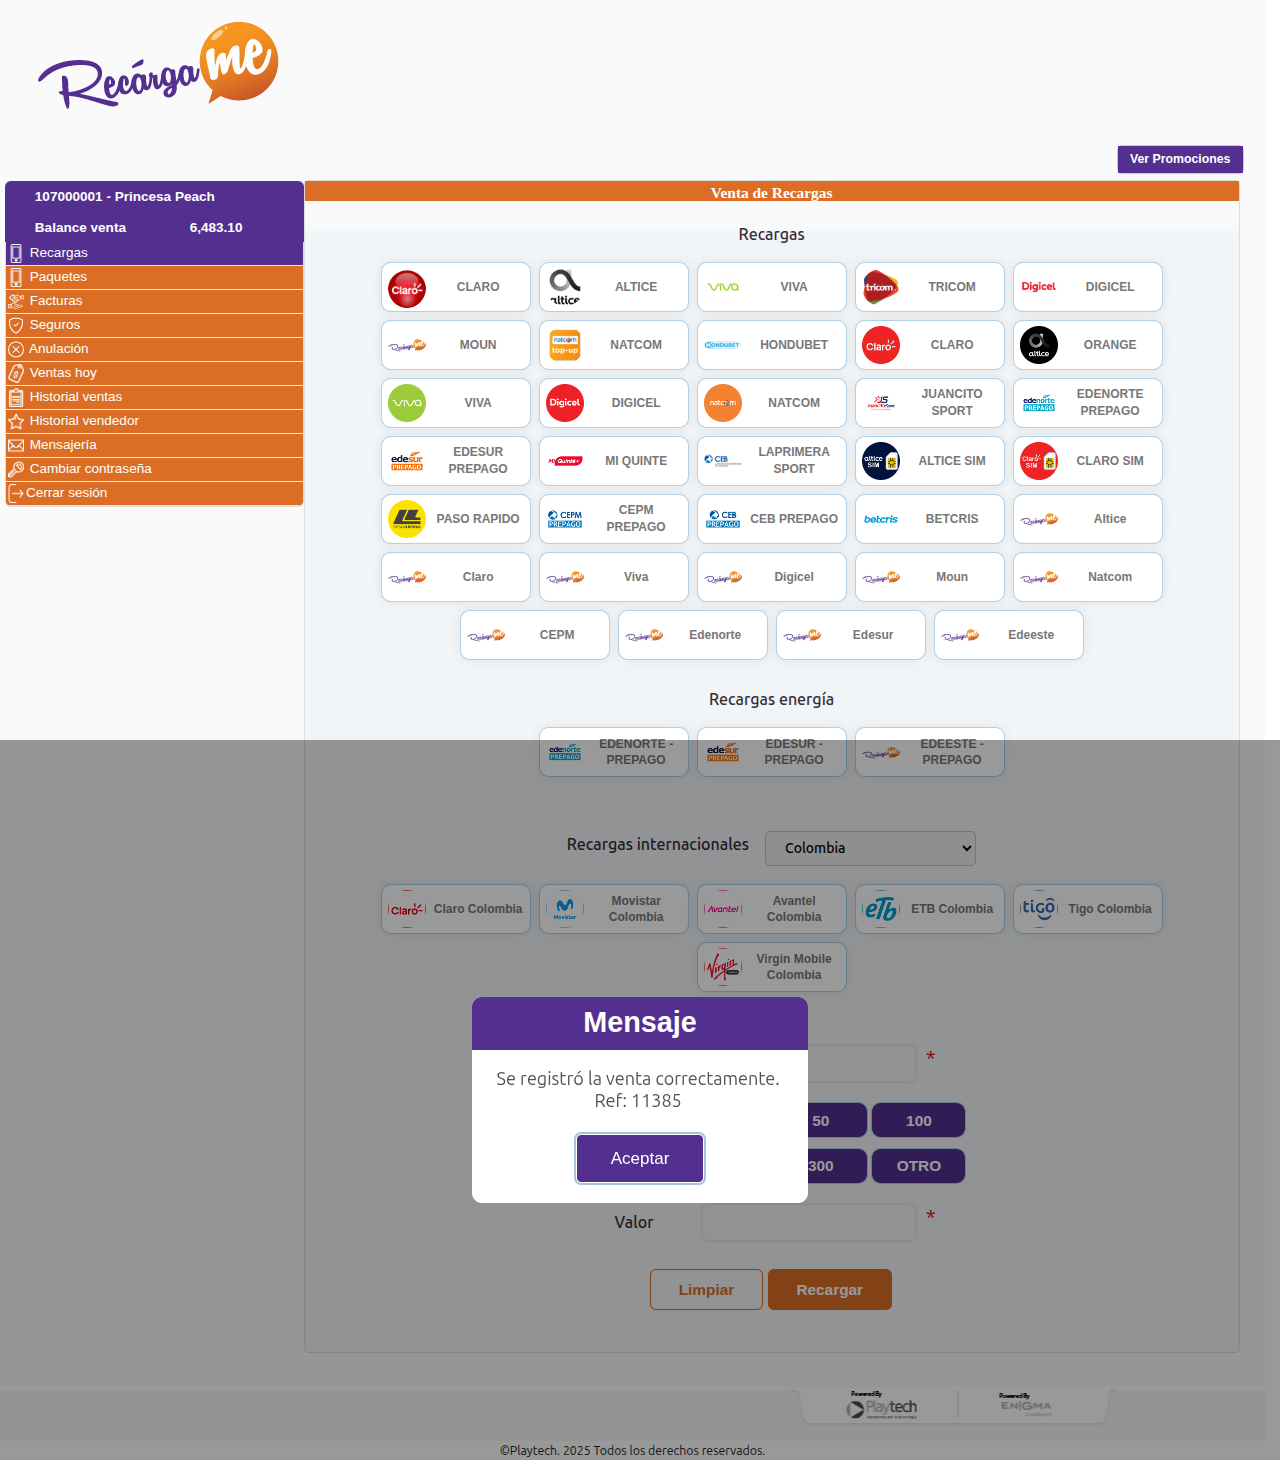 Recárgame
Ver Promociones
107000001 - Princesa Peach
Balance venta 6,483.10
Recargas
Paquetes
Facturas
Seguros
Anulación
Ventas hoy
Historial ventas
Historial vendedor
Mensajería
Cambiar contraseña
Cerrar sesión
Venta de Recargas
Recargas
CLARO
ALTICE
VIVA
TRICOM
DIGICEL
MOUN
NATCOM
HONDUBET
CLARO
ORANGE
VIVA
DIGICEL
NATCOM
JUANCITO
SPORT
EDENORTE
PREPAGO
EDESUR
PREPAGO
MI QUINTE
LAPRIMERA
SPORT
ALTICE SIM
CLARO SIM
PASO RAPIDO
CEPM
PREPAGO
CEB PREPAGO
BETCRIS
Altice
Claro
Viva
Digicel
Moun
Natcom
CEPM
Edenorte
Edesur
Edeeste
Recargas energía
EDENORTE -
PREPAGO
EDESUR -
PREPAGO
EDEESTE -
PREPAGO
Recargas internacionales Colombia
Claro Colombia
Movistar
Colombia
Avantel
Colombia
ETB Colombia
Tigo Colombia
Virgin Mobile
Colombia
Mensaje
Se registró la venta correctamente.
Ref: 11385
Aceptar
*
50
100
300
OTRO
Valor *
Limpiar
Recargar
Powered By
Playtech
Powered By
ENIGMA
©Playtech. 2025 Todos los derechos reservados.